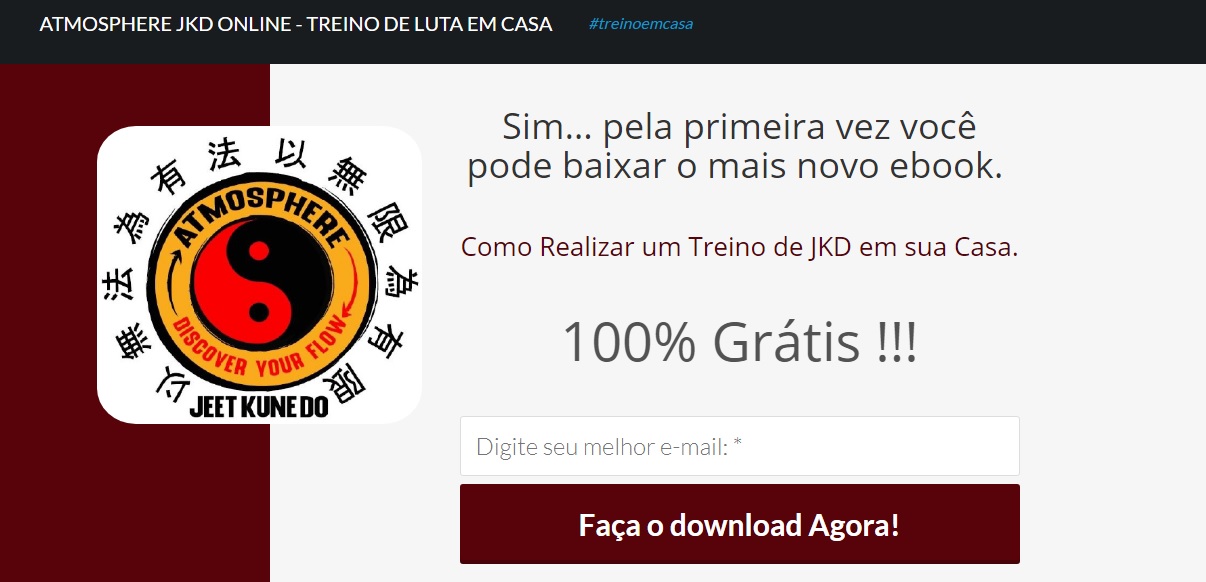 ATMOSPHERE JKD ONLINE - TREINO DE LUTA EM CASA #treinoemcasa
以無法為有法以無限為有限
ATMOSPHERE
DISCOVER YOUR FLOW
JEET KUNE DO
Sim... pela primeira vez você
pode baixar o mais novo ebook.
Como Realizar um Treino de JKD em sua Casa.
100% Grátis !!!
Digite seu melhor e-mail: *
Faça o download Agora!